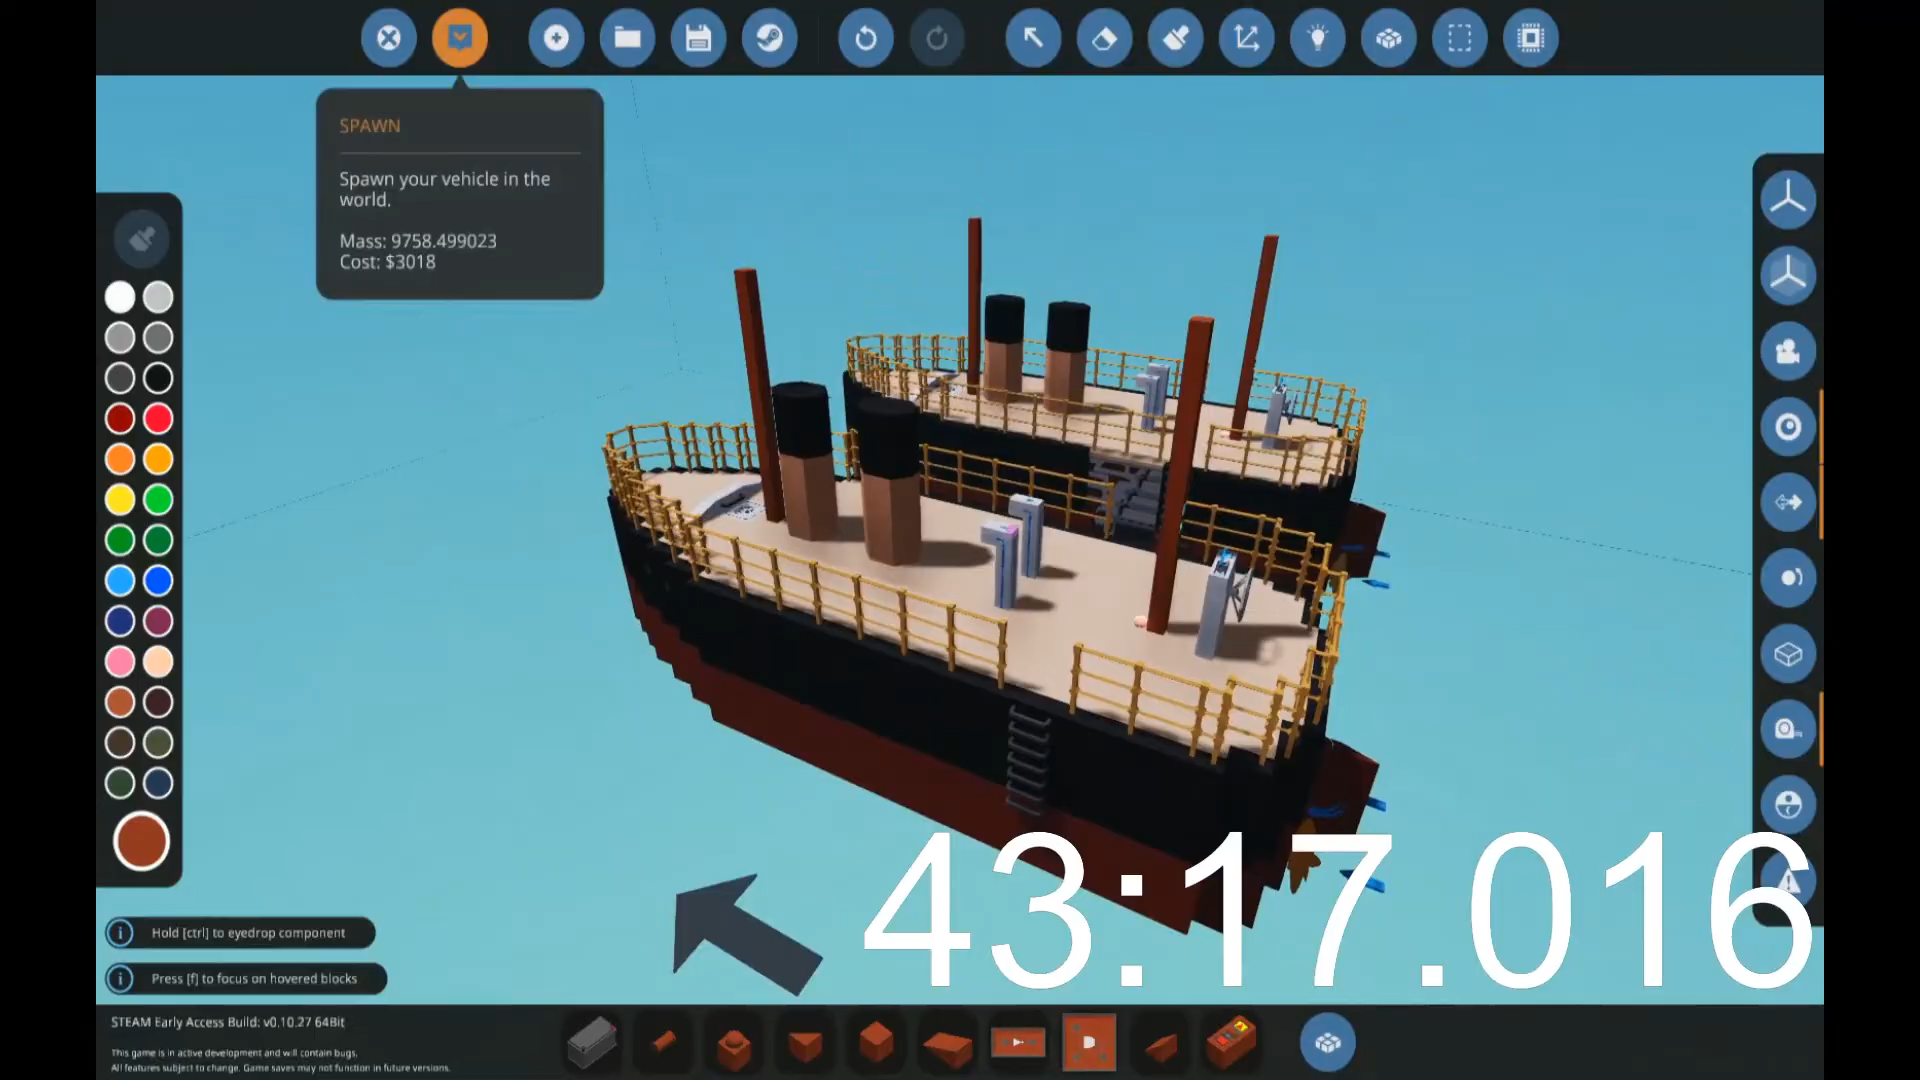 SPAWN
Spawn your vehicle in the
world.
Mass: 9758.499023
Cost: $3018
43:17.016
Hold [ctrl] to eyedrop component
Press [f] to focus on hovered blocks
STEAM Early Access Build: v0.10.27 64Bit
This game is in active development and will contain bugs.
All features subject to change. Game saves may not function in future versions.